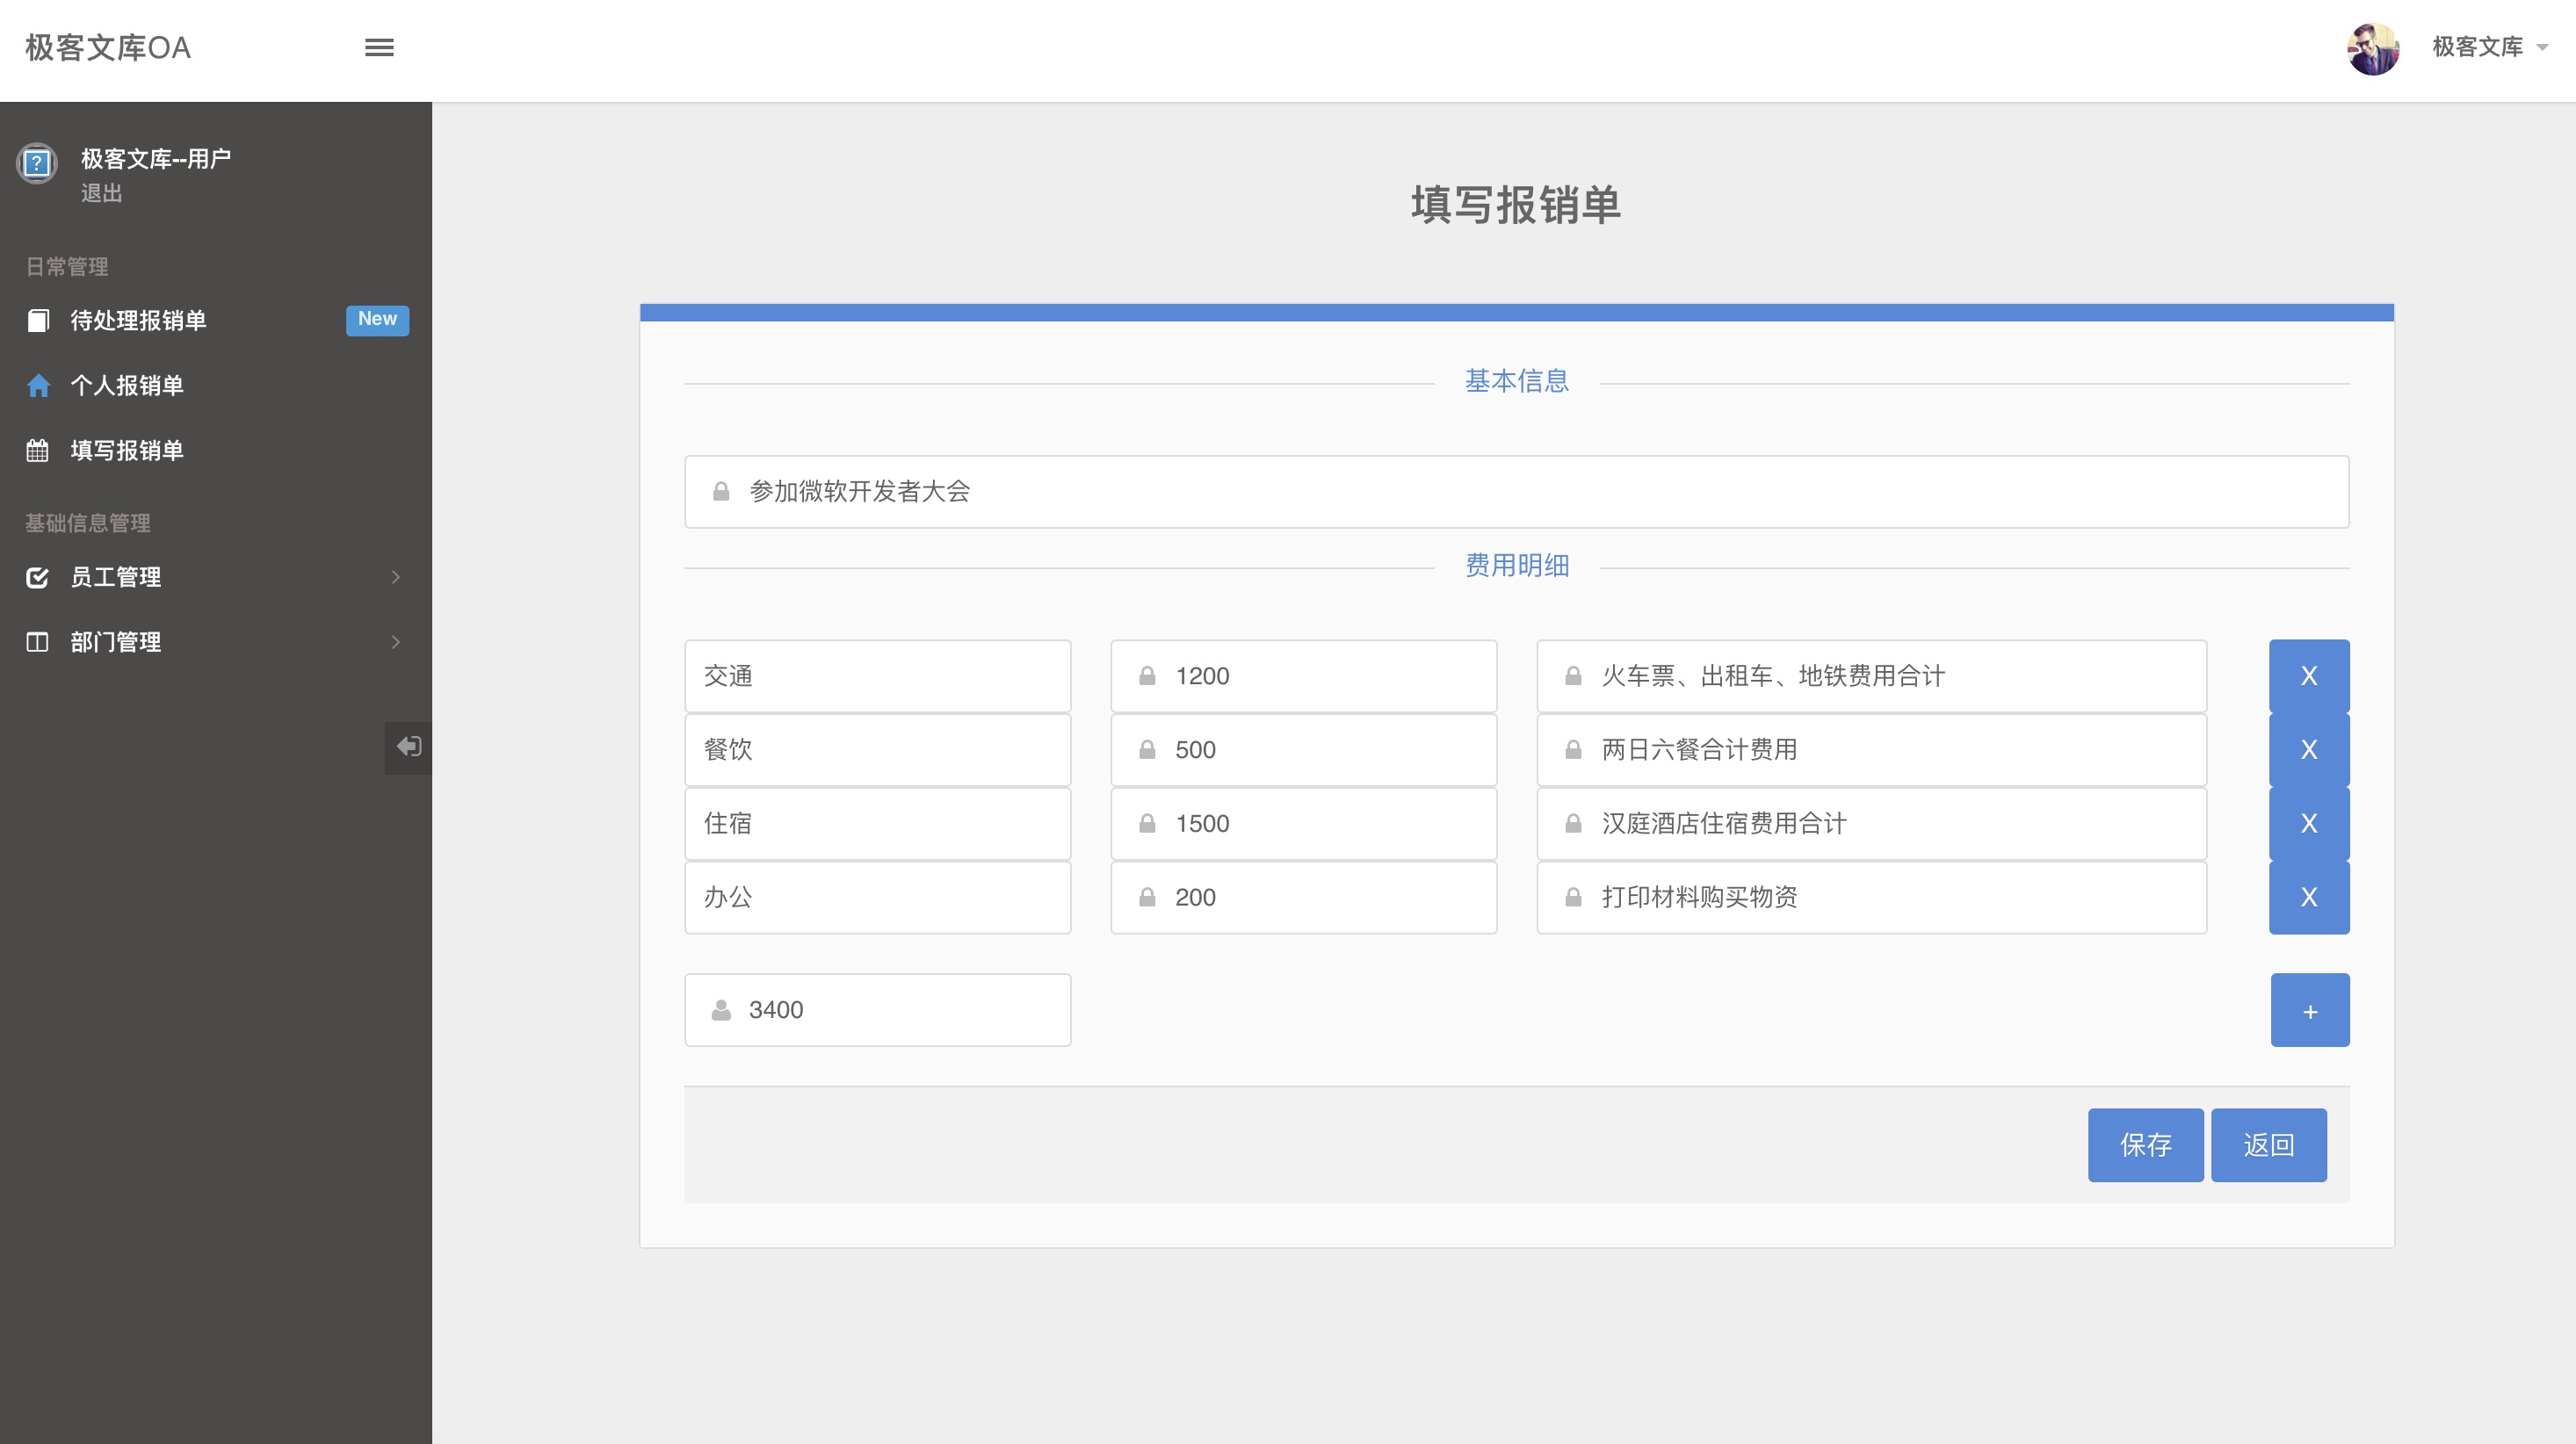 极客文库OA
极客文库
极客文库--用户
退出
日常管理
待处理报销单 New
个人报销单
填写报销单
基础信息管理
员工管理
部门管理
填写报销单
基本信息
参加微软开发者大会
费用明细
交通 1200 火车票、出租车、地铁费用合计 X
餐饮 500 两日六餐合计费用 X
住宿 1500 汉庭酒店住宿费用合计 X
办公 200 打印材料购买物资 X
3400 +
保存 返回